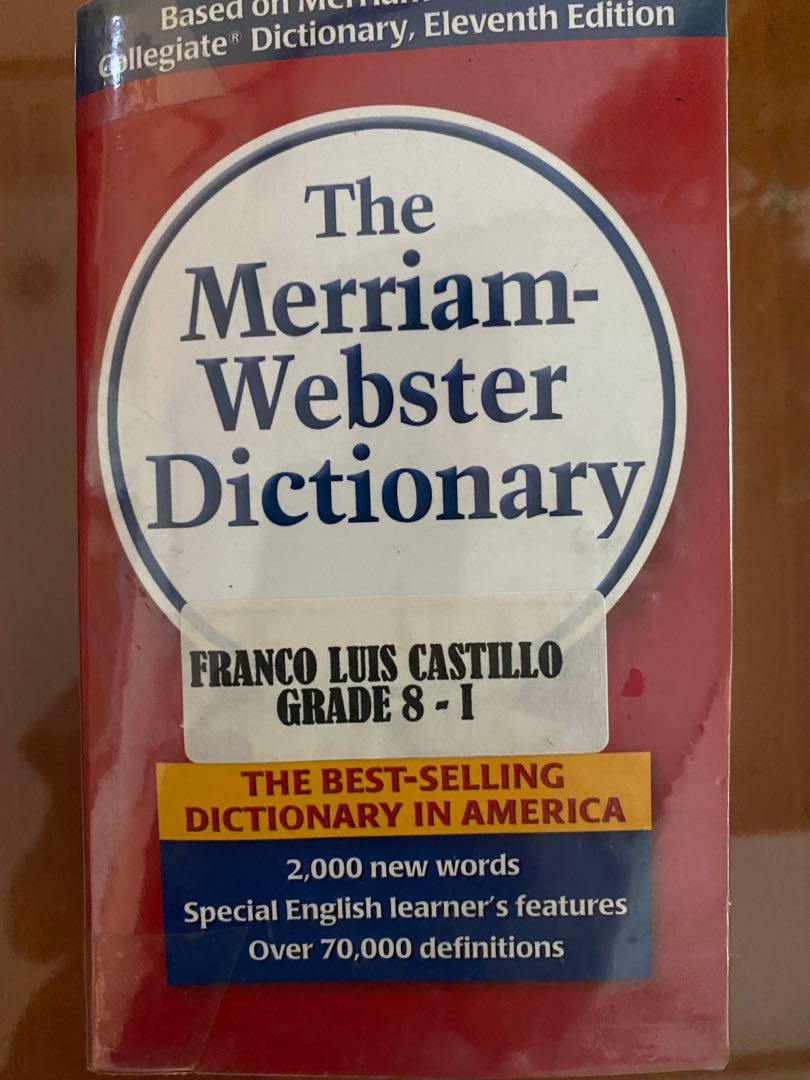 Based on
Collegiate® Dictionary, Eleventh Edition
The
Merriam-
Webster
Dictionary
FRANCO LUIS CASTILLO
GRADE 8 - I
THE BEST-SELLING
DICTIONARY IN AMERICA
2,000 new words
Special English learner's features
Over 70,000 definitions